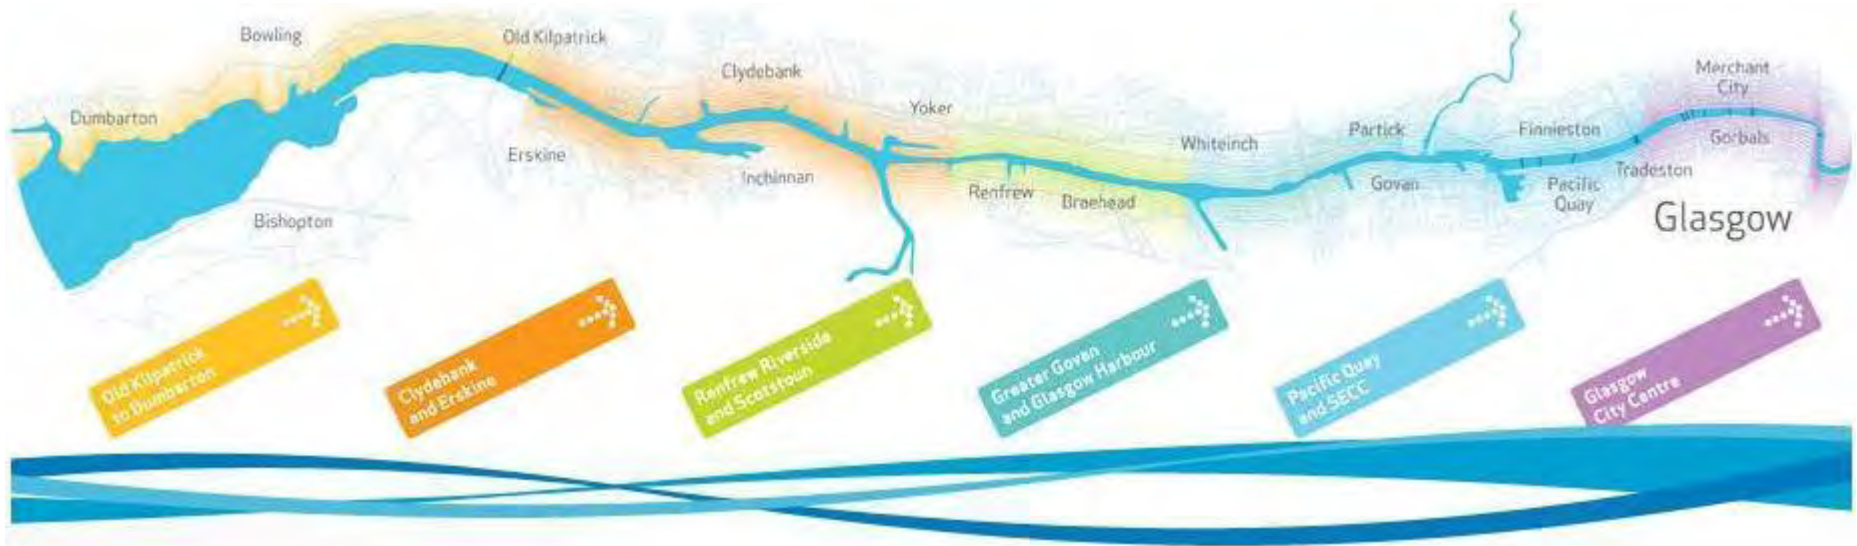 Bowling
Old Kilpatrick
Clydebank
Dumbarton
Yoker
Erskine
Inchinnan
Bishopton
Renfrew
Braehead
Whiteinch
Partick
Govan
Finnieston
Pacific
Quay
Tradeston
Merchant
City
Gorbals
Glasgow
Old Kilpatrick
to Dumbarton
Clydebank
and Erskine
Renfrew Riverside
and Scotstoun
Greater Govan
and Glasgow Harbour
Pacific Quay
and SECC
Glasgow
City Centre